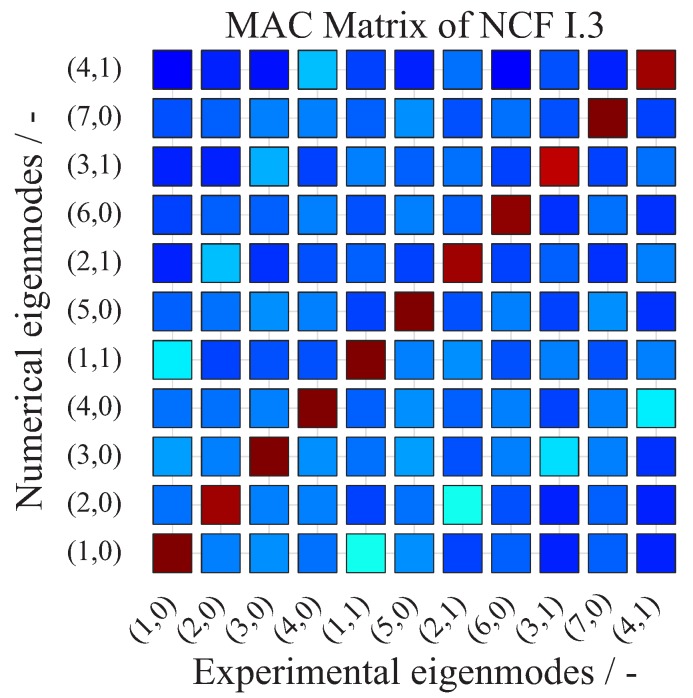 MAC Matrix of NCF I.3
Numerical eigenmodes / -
(4,1)
(7,0)
(3,1)
(6,0)
(2,1)
(5,0)
(1,1)
(4,0)
(3,0)
(2,0)
(1,0)
(1,0) (2,0) (3,0) (4,0) (1,1) (5,0) (2,1) (6,0) (3,1) (7,0) (4,1)
Experimental eigenmodes / -